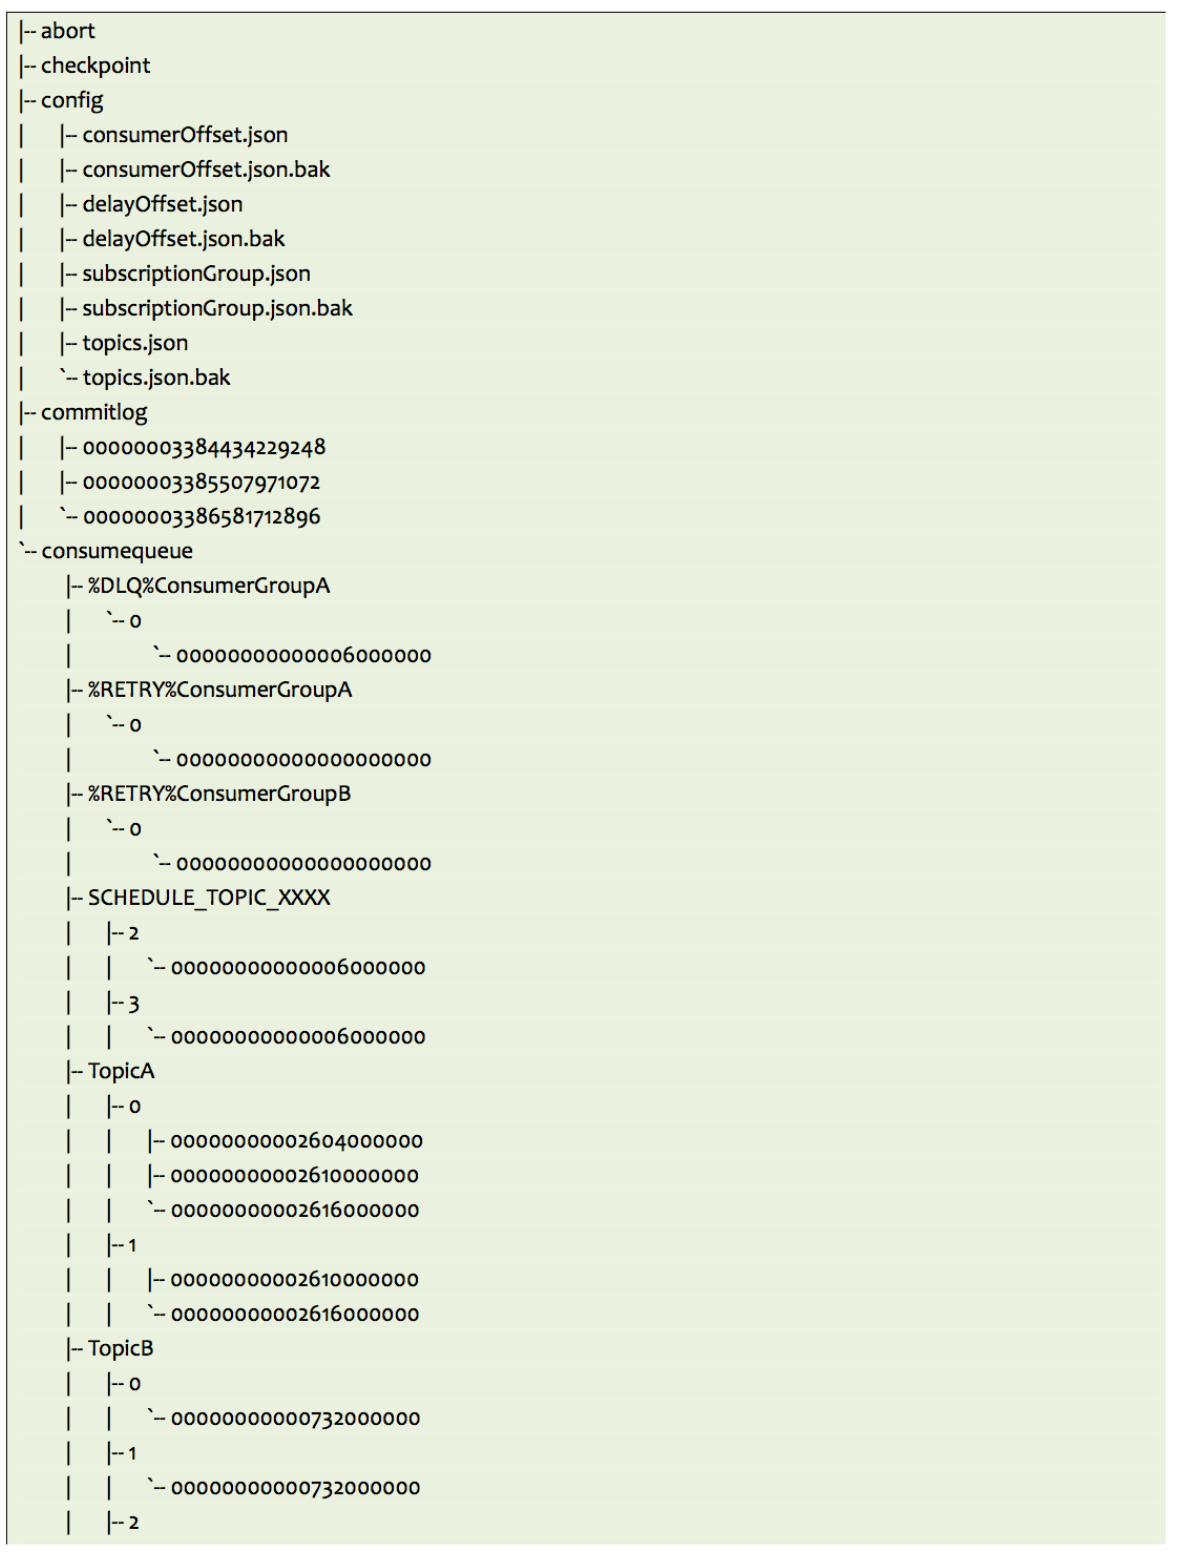 |-- abort
|-- checkpoint
|-- config
|   |-- consumerOffset.json
|   |-- consumerOffset.json.bak
|   |-- delayOffset.json
|   |-- delayOffset.json.bak
|   |-- subscriptionGroup.json
|   |-- subscriptionGroup.json.bak
|   |-- topics.json
|   `-- topics.json.bak
|-- commitlog
|   |-- 00000003384434229248
|   |-- 00000003385507971072
|   `-- 00000003386581712896
`-- consumequeue
    |-- %DLQ%ConsumerGroupA
    |   `-- 0
    |       `-- 00000000000006000000
    |-- %RETRY%ConsumerGroupA
    |   `-- 0
    |       `-- 00000000000000000000
    |-- %RETRY%ConsumerGroupB
    |   `-- 0
    |       `-- 00000000000000000000
    |-- SCHEDULE_TOPIC_XXXX
    |   |-- 2
    |   |   `-- 00000000000006000000
    |   |-- 3
    |   |   `-- 00000000000006000000
    |-- TopicA
    |   |-- 0
    |   |   |-- 00000000002604000000
    |   |   |-- 00000000002610000000
    |   |   `-- 00000000002616000000
    |   |-- 1
    |   |   |-- 00000000002610000000
    |   |   `-- 00000000002616000000
    |-- TopicB
    |   |-- 0
    |   |   `-- 00000000000732000000
    |   |-- 1
    |   |   `-- 00000000000732000000
    |   |-- 2